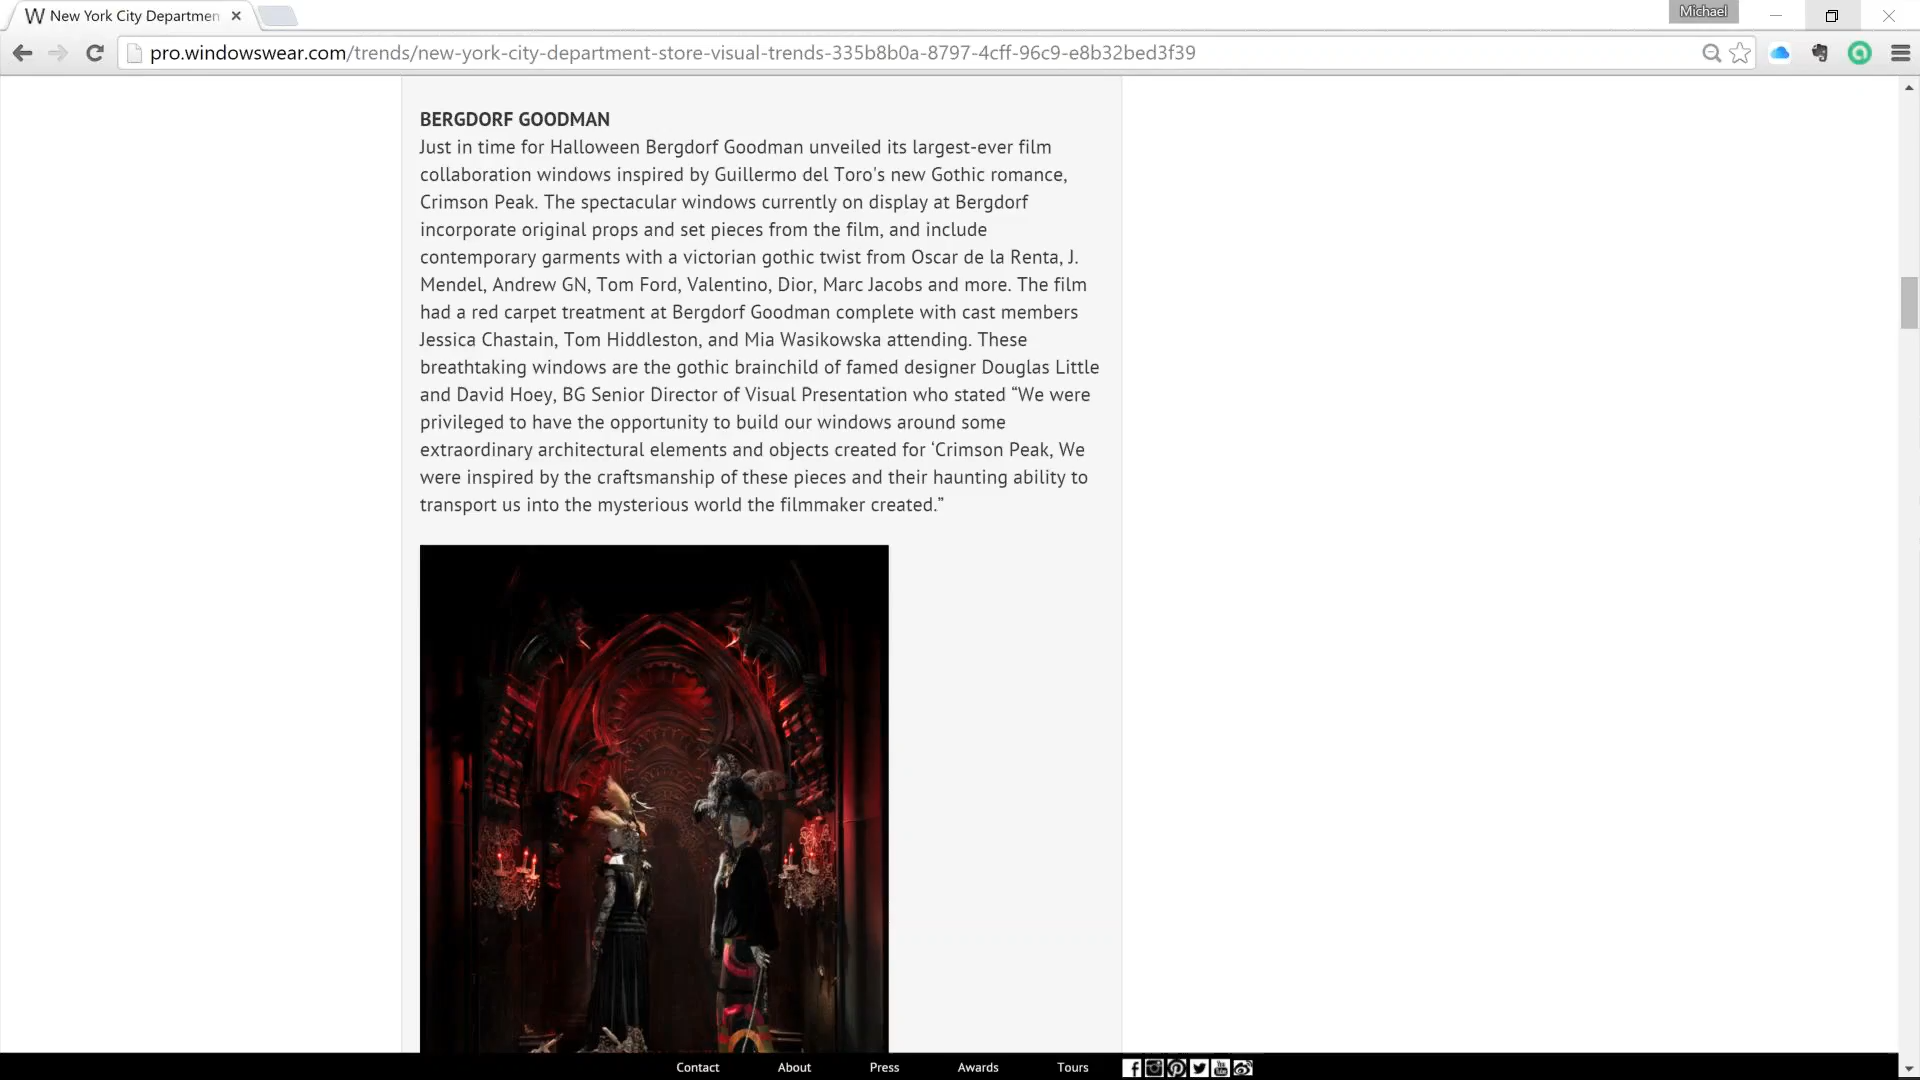 W New York City Departmen
Michael
pro.windowswear.com/trends/new-york-city-department-store-visual-trends-335b8b0a-8797-4cff-96c9-e8b32bed3f39
BERGDORF GOODMAN
Just in time for Halloween Bergdorf Goodman unveiled its largest-ever film
collaboration windows inspired by Guillermo del Toro's new Gothic romance,
Crimson Peak. The spectacular windows currently on display at Bergdorf
incorporate original props and set pieces from the film, and include
contemporary garments with a victorian gothic twist from Oscar de la Renta, J.
Mendel, Andrew GN, Tom Ford, Valentino, Dior, Marc Jacobs and more. The film
had a red carpet treatment at Bergdorf Goodman complete with cast members
Jessica Chastain, Tom Hiddleston, and Mia Wasikowska attending. These
breathtaking windows are the gothic brainchild of famed designer Douglas Little
and David Hoey, BG Senior Director of Visual Presentation who stated “We were
privileged to have the opportunity to build our windows around some
extraordinary architectural elements and objects created for ‘Crimson Peak, We
were inspired by the craftsmanship of these pieces and their haunting ability to
transport us into the mysterious world the filmmaker created.”
Contact About Press Awards Tours